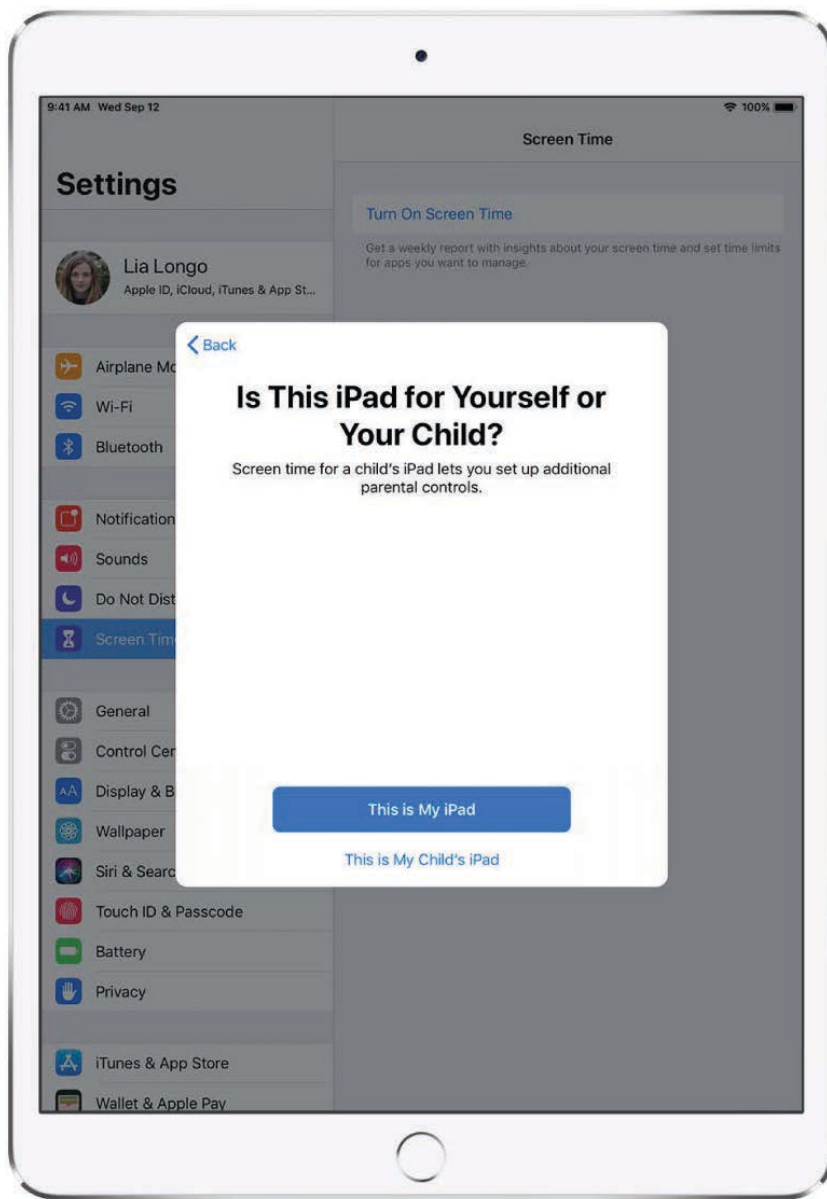 9:41 AM Wed Sep 12
100%
Settings
Screen Time
Turn On Screen Time
Get a weekly report with insights about your screen time and set time limits
for apps you want to manage.
Lia Longo
Apple ID, iCloud, iTunes & App St...
Back
Is This iPad for Yourself or
Your Child?
Screen time for a child's iPad lets you set up additional
parental controls.
This is My iPad
This is My Child's iPad
Airplane Mo
Wi-Fi
Bluetooth
Notification
Sounds
Do Not Dist
Screen Time
General
Control Cen
AA
Display & B
Wallpaper
Siri & Searc
Touch ID & Passcode
Battery
Privacy
iTunes & App Store
Wallet & Apple Pay